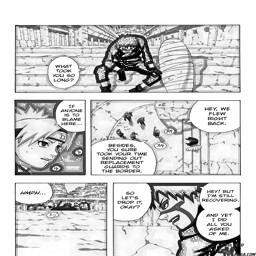 WHAT
TOOK
YOU SO
LONG?
IF
ANYONE IS
TO BLAME
HERE...
HEY, WE
FLEW
RIGHT
BACK.
BESIDES,
YOU SURE
TOOK YOUR TIME
SENDING OUT
REPLACEMENT
GUARDS TO
THE BORDER.
HMPH...
SO
LET'S
DROP IT,
OKAY?
HEY! BUT
I'M STILL
RECOVERING.
AND YET
I DID
ALL YOU
ASKED
OF ME.